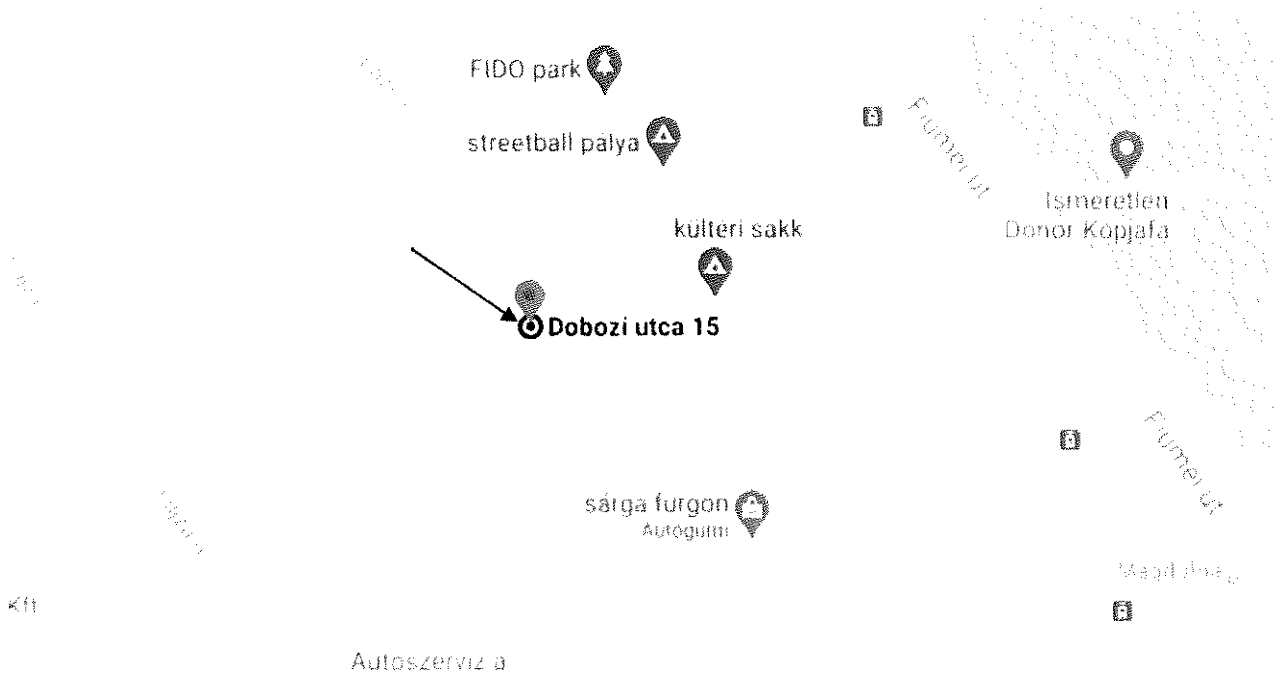 FIDO park
streetball pálya
Fiumei út
Ismeretlen
Donor Kopjafa
kültéri sakk
Dobozi utca 15
Fiumei út
sárga furgon
Autógumi
Kft
Autószerviz a